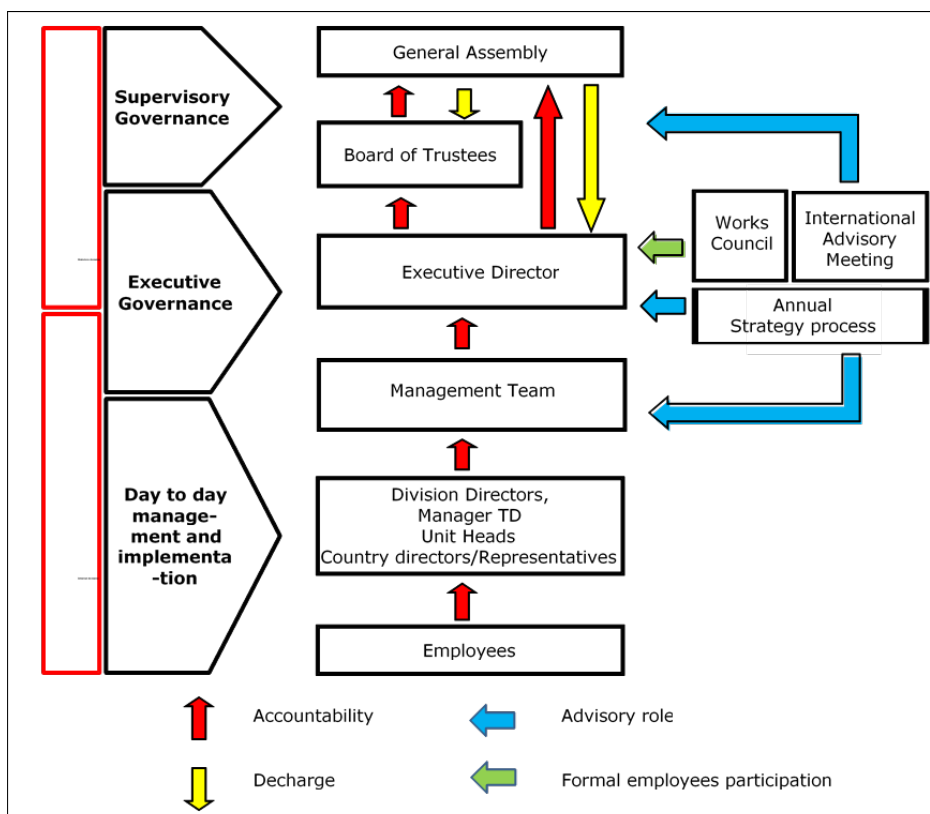 General Assembly
Supervisory
Governance
Board of Trustees
Works
Council
International
Advisory
Meeting
Executive
Governance
Executive Director
Annual
Strategy process
Management Team
Day to day
manage-
ment and
implementa
-tion
Division Directors,
Manager TD
Unit Heads
Country directors/Representatives
Employees
Accountability
Advisory role
Decharge
Formal employees participation